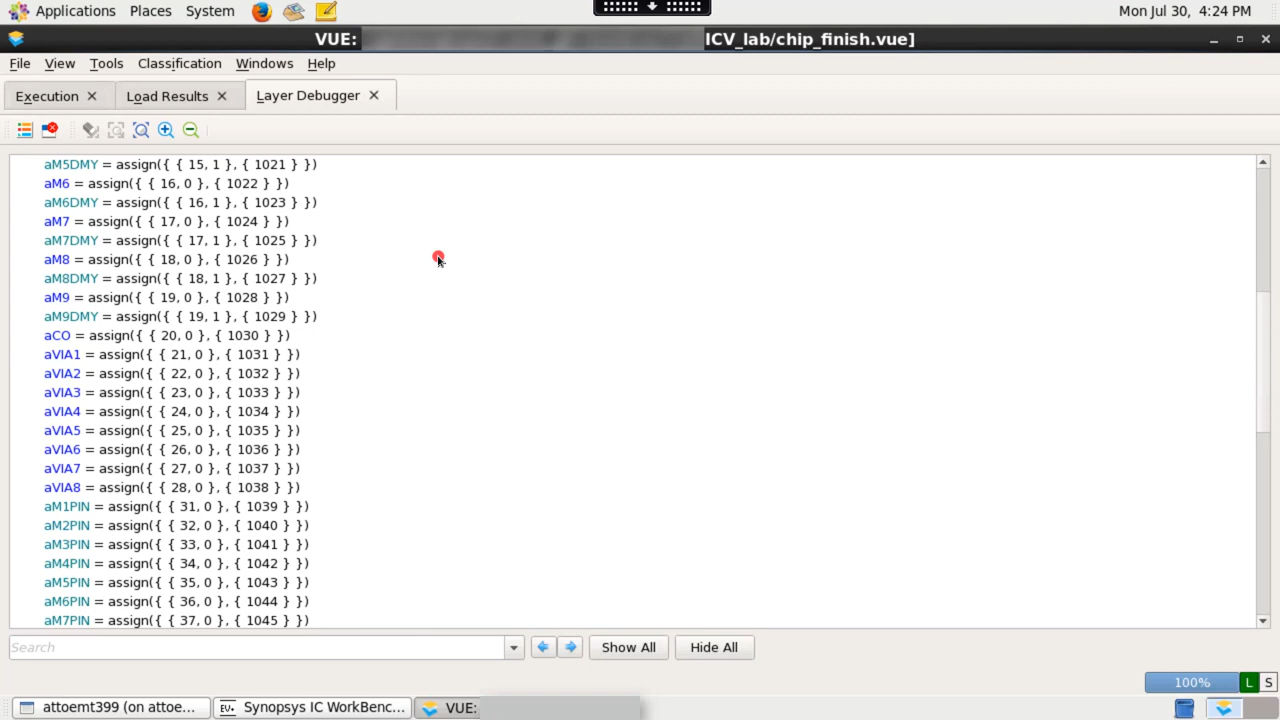 Applications Places System Mon Jul 30, 4:24 PM
VUE: ICV_lab/chip_finish.vue]
File View Tools Classification Windows Help
Execution Load Results Layer Debugger
aM5DMY = assign({ { 15, 1 }, { 1021 } })
aM6 = assign({ { 16, 0 }, { 1022 } })
aM6DMY = assign({ { 16, 1 }, { 1023 } })
aM7 = assign({ { 17, 0 }, { 1024 } })
aM7DMY = assign({ { 17, 1 }, { 1025 } })
aM8 = assign({ { 18, 0 }, { 1026 } })
aM8DMY = assign({ { 18, 1 }, { 1027 } })
aM9 = assign({ { 19, 0 }, { 1028 } })
aM9DMY = assign({ { 19, 1 }, { 1029 } })
aCO = assign({ { 20, 0 }, { 1030 } })
aVIA1 = assign({ { 21, 0 }, { 1031 } })
aVIA2 = assign({ { 22, 0 }, { 1032 } })
aVIA3 = assign({ { 23, 0 }, { 1033 } })
aVIA4 = assign({ { 24, 0 }, { 1034 } })
aVIA5 = assign({ { 25, 0 }, { 1035 } })
aVIA6 = assign({ { 26, 0 }, { 1036 } })
aVIA7 = assign({ { 27, 0 }, { 1037 } })
aVIA8 = assign({ { 28, 0 }, { 1038 } })
aM1PIN = assign({ { 31, 0 }, { 1039 } })
aM2PIN = assign({ { 32, 0 }, { 1040 } })
aM3PIN = assign({ { 33, 0 }, { 1041 } })
aM4PIN = assign({ { 34, 0 }, { 1042 } })
aM5PIN = assign({ { 35, 0 }, { 1043 } })
aM6PIN = assign({ { 36, 0 }, { 1044 } })
aM7PIN = assign({ { 37, 0 }, { 1045 } })
Search Show All Hide All
100% L S
attoemt399 (on attoe... Synopsys IC WorkBenc... VUE: